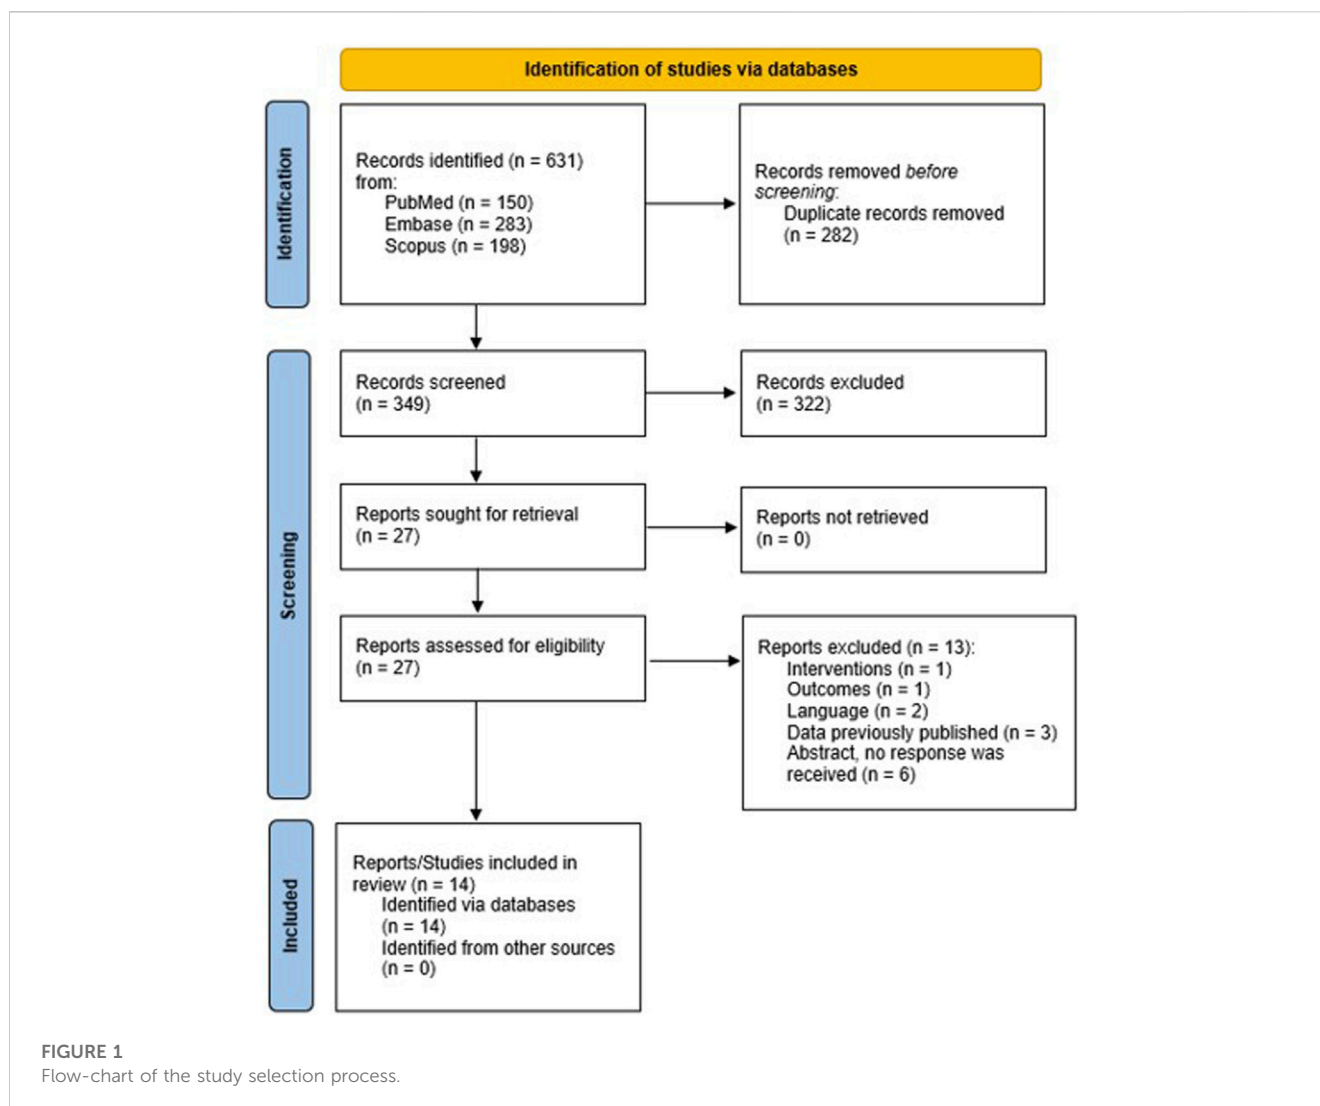 Identification of studies via databases
Identification
Records identified (n = 631)
from:
PubMed (n = 150)
Embase (n = 283)
Scopus (n = 198)
Records removed before
screening:
Duplicate records removed
(n = 282)
Screening
Records screened
(n = 349)
Records excluded
(n = 322)
Reports sought for retrieval
(n = 27)
Reports not retrieved
(n = 0)
Reports assessed for eligibility
(n = 27)
Reports excluded (n = 13):
Interventions (n = 1)
Outcomes (n = 1)
Language (n = 2)
Data previously published (n = 3)
Abstract, no response was
received (n = 6)
Included
Reports/Studies included in
review (n = 14)
Identified via databases
(n = 14)
Identified from other sources
(n = 0)
FIGURE 1
Flow-chart of the study selection process.